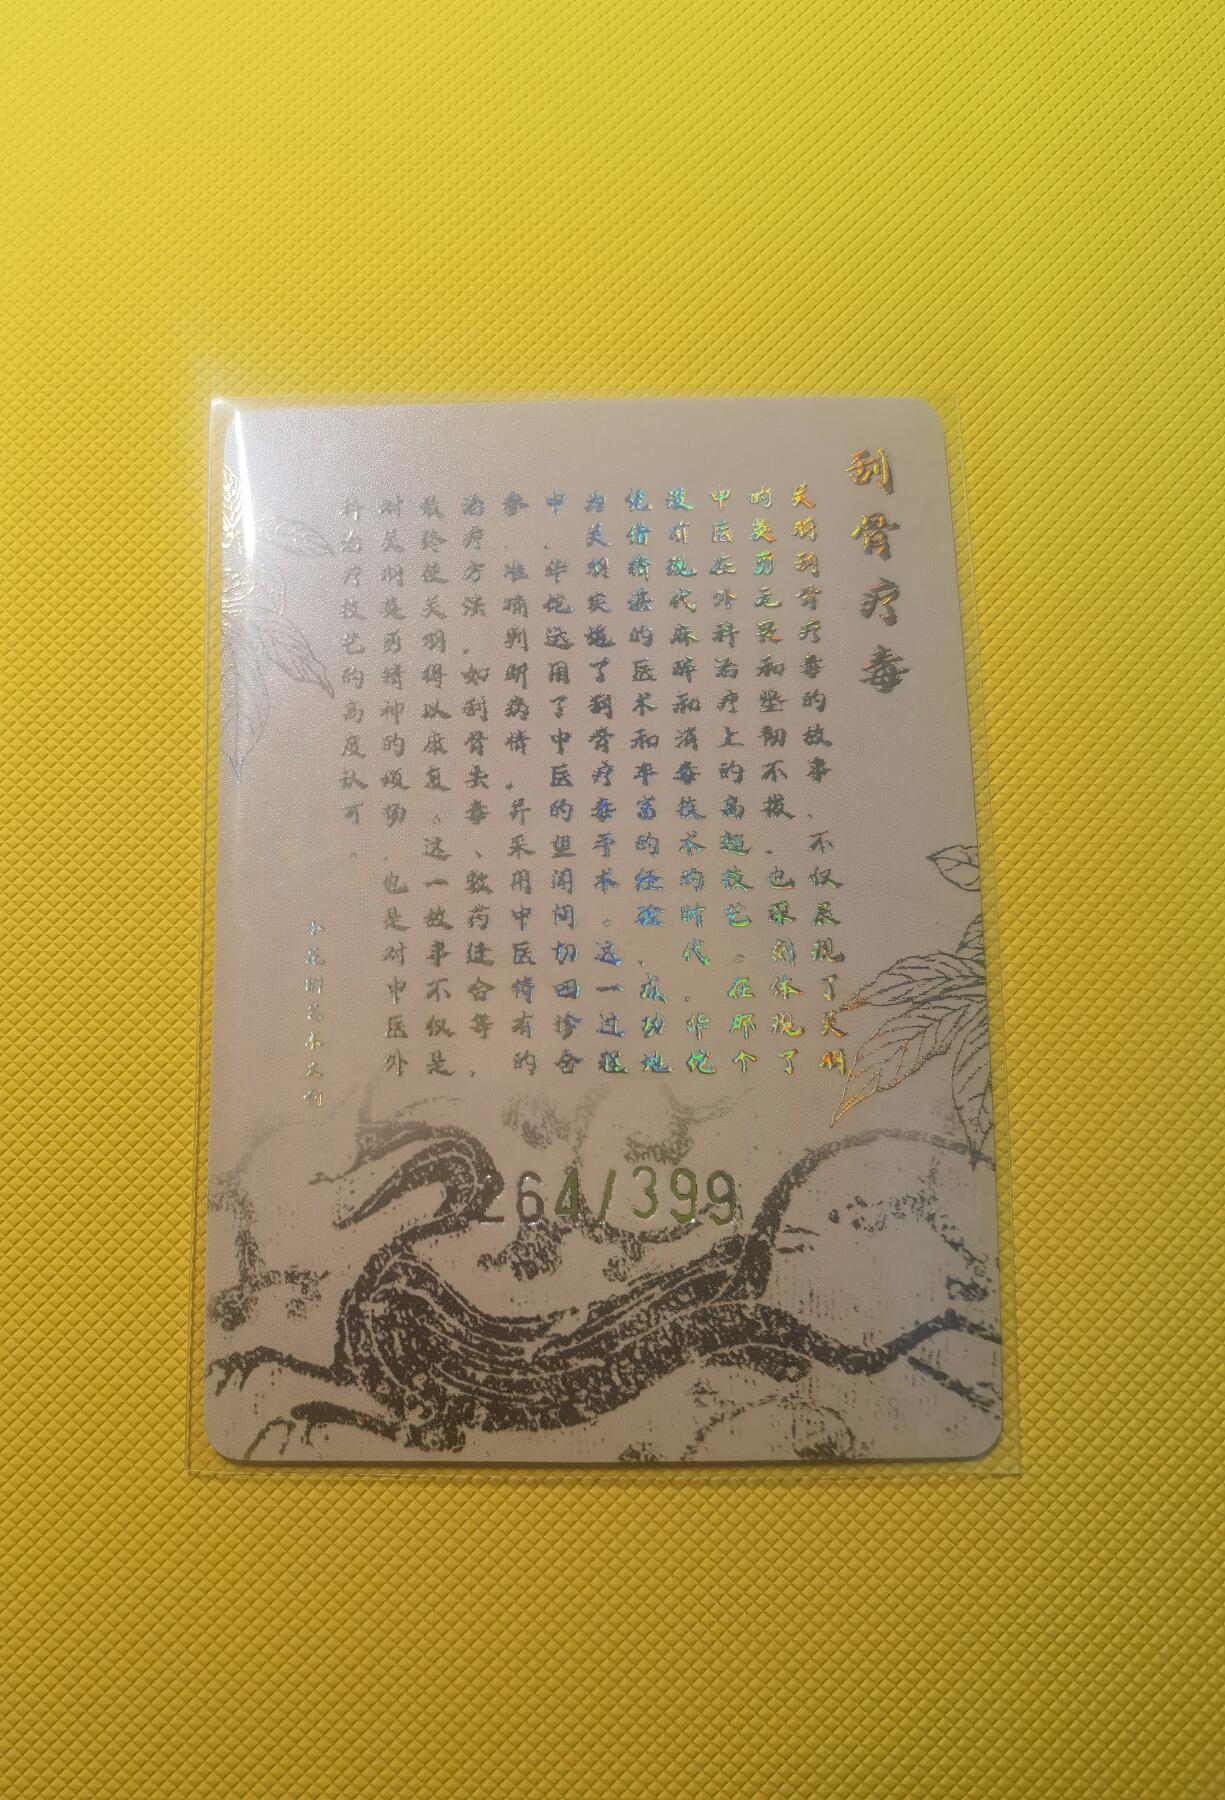 刮骨疗毒
关羽刮骨疗毒的故事，不仅展现了关羽
的英勇无畏和坚韧不拔，也深刻体现了
中医在外科治疗上的高超技艺。在那个
没有现代麻醉和消毒技术的时代，华佗
凭借精湛的医术和丰富的经验，成功地
为关羽实施了刮骨疗毒手术。这一过程
中，华佗运用了中医的望闻问切四诊合
参，准确判断病情，并采用中医特有的
治疗方法，如刮骨去毒、敷药缝合等，
最终使关羽得以康复。这一故事不仅是
对关羽英勇精神的颂扬，也是对中医外
科治疗技艺的高度认可。
264/399